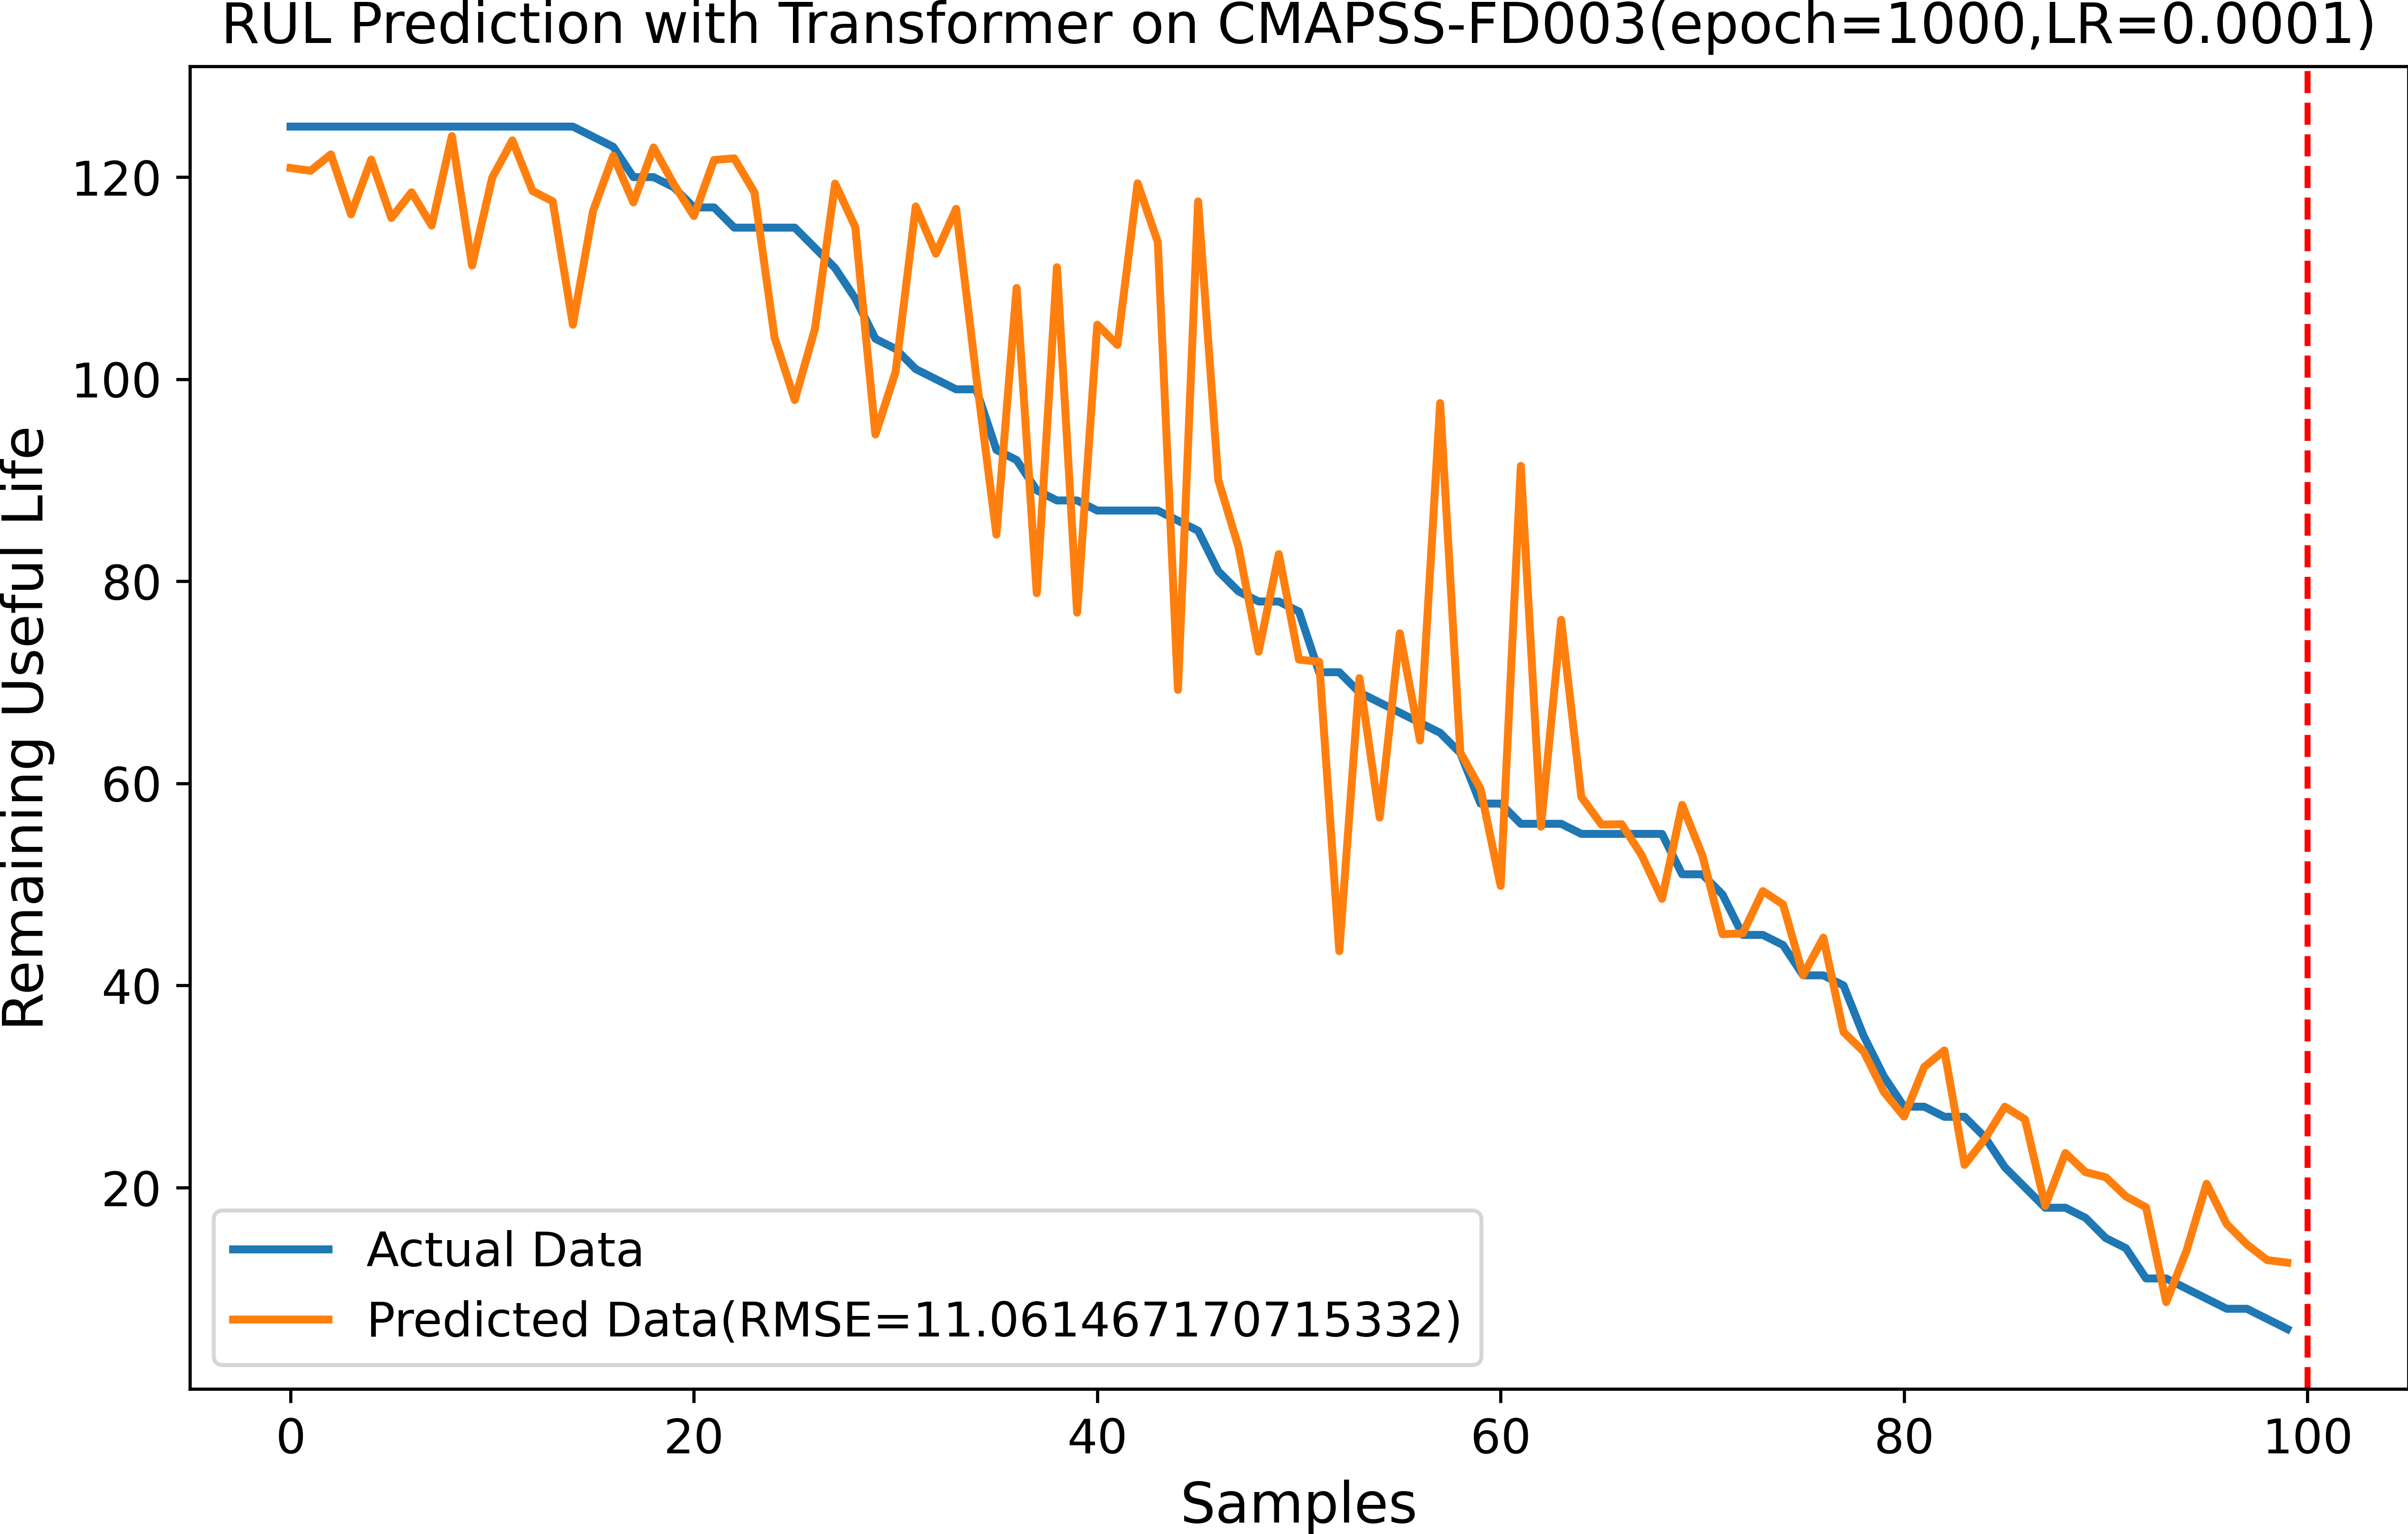 RUL Prediction with Transformer on CMAPSS-FD003(epoch=1000,LR=0.0001)
Remaining Useful Life
120
100
80
60
40
20
Actual Data
Predicted Data(RMSE=11.061467170715332)
0 20 40 60 80 100
Samples